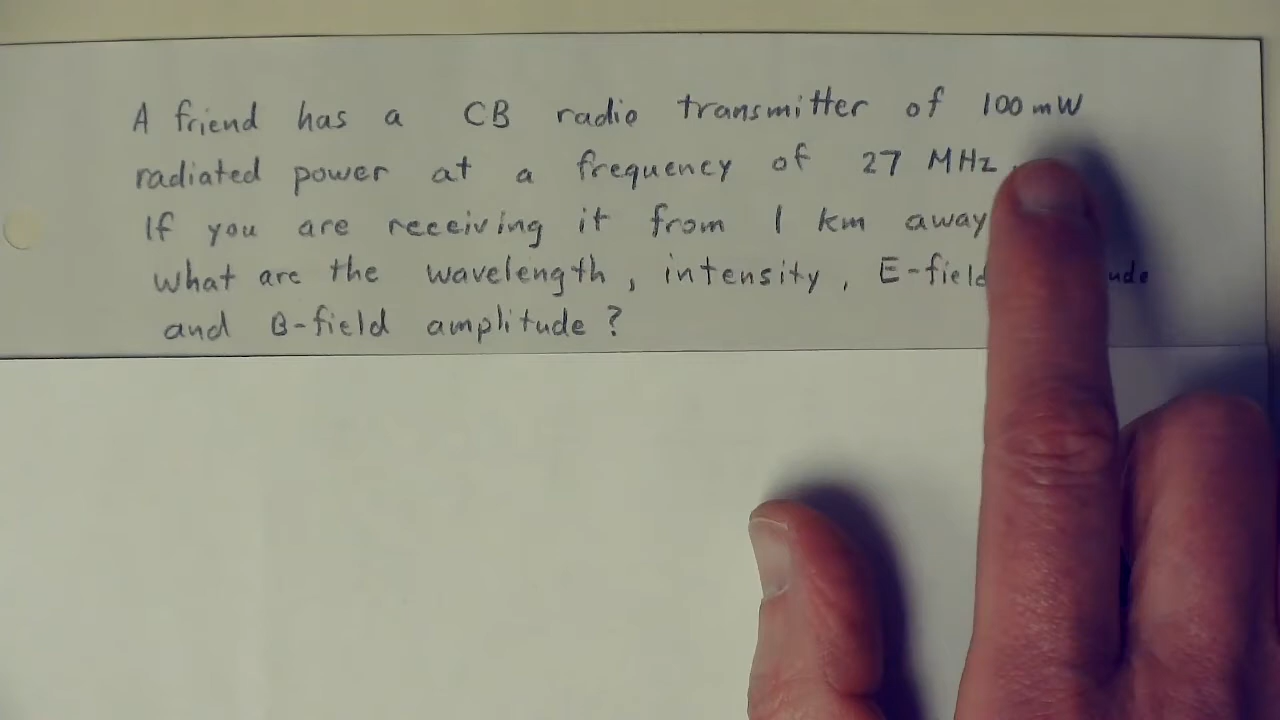 A friend has a CB radio transmitter of 100 mW
radiated power at a frequency of 27 MHz.
If you are receiving it from 1 km away
what are the wavelength, intensity, E-field
and B-field amplitude?